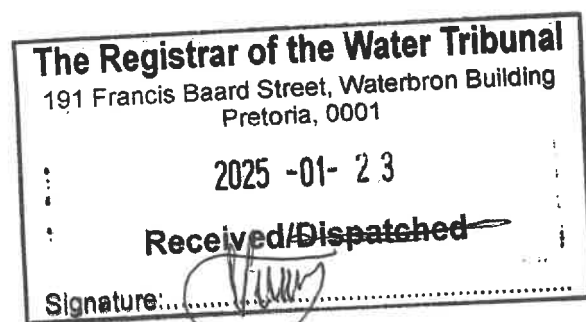 The Registrar of the Water Tribunal
191 Francis Baard Street, Waterbron Building
Pretoria, 0001
2025 -01- 23
Received/Dispatched
Signature: